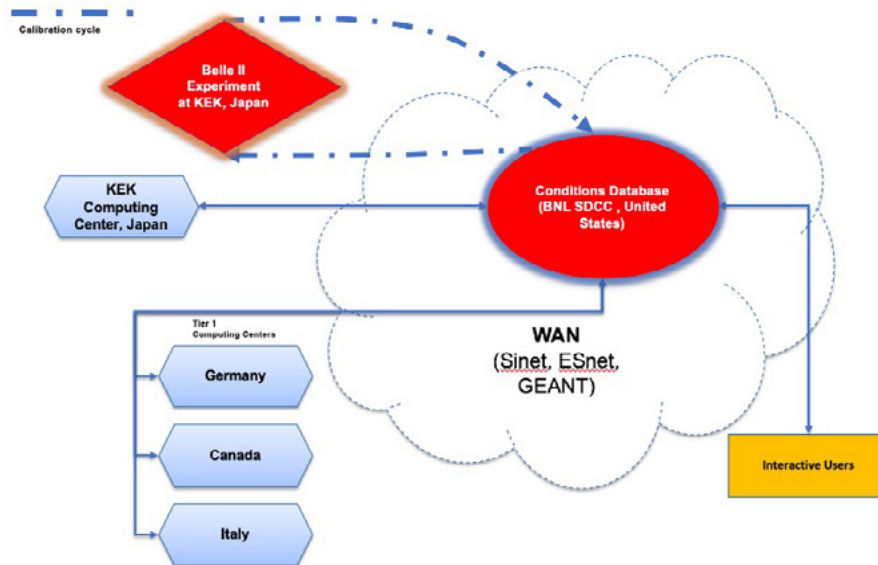 Calibration cycle
Belle II
Experiment
at KEK, Japan
KEK
Computing
Center, Japan
Conditions Database
(BNL SDCC , United
States)
Tier 1
Computing Centers
Germany
Canada
Italy
WAN
(Sinet, ESnet,
GEANT)
Interactive Users